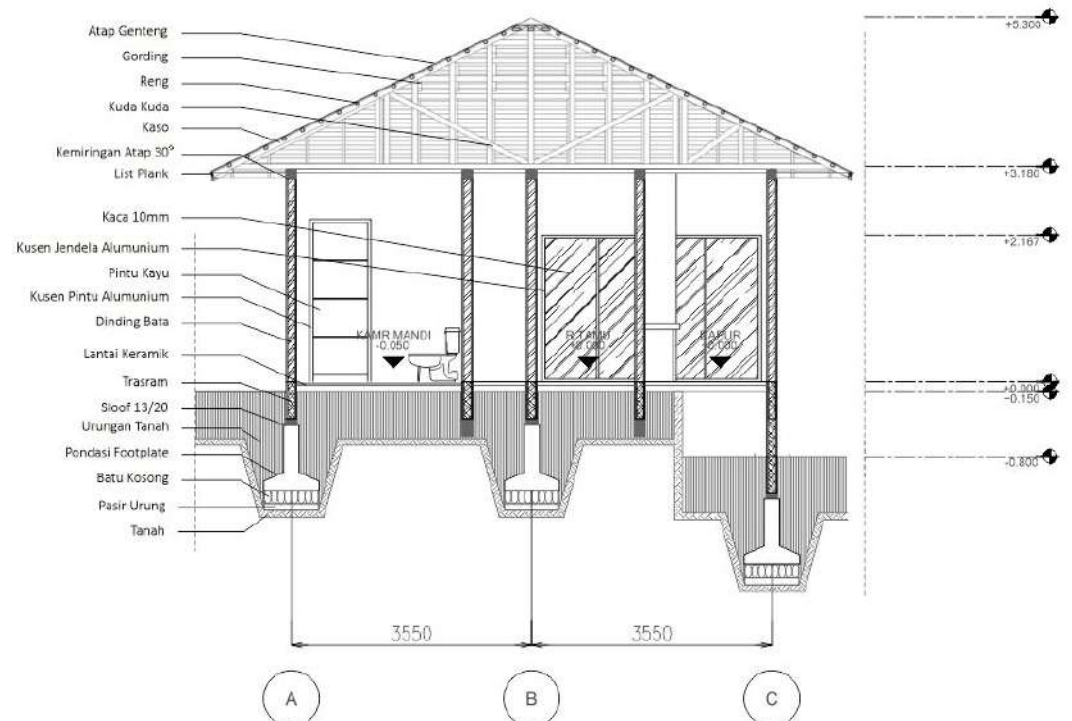 Atap Genteng
Gording
Reng
Kuda Kuda
Kaso
Kemiringan Atap 30°
List Plank
Kaca 10mm
Kusen Jendela Alumunium
Pintu Kayu
Kusen Pintu Alumunium
Dinding Bata
Lantai Keramik
Trasram
Sloof 13/20
Urungan Tanah
Pondasi Footplate
Batu Kosong
Pasir Urung
Tanah
KAMR MANDI
-0.050
R.TAMU
DAPUR
+5.300
+3.180
+2.167
-0.150
-0.800
3550
3550
A
B
C